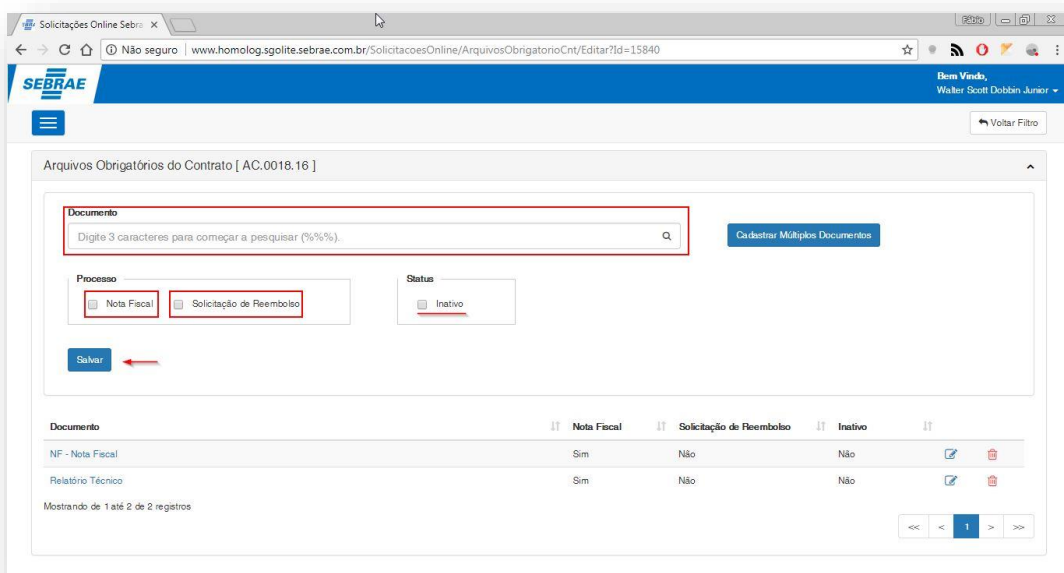 Solicitações Online Sebra
Fábio
Não seguro | www.homolog.sgolite.sebrae.com.br/SolicitacoesOnline/ArquivosObrigatorioCnt/Editar?Id=15840
SEBRAE
Bem Vindo,
Walter Scott Dobbin Junior
Voltar Filtro
Arquivos Obrigatórios do Contrato [ AC.0018.16 ]
Documento
Digite 3 caracteres para começar a pesquisar (%%%).
Cadastrar Múltiplos Documentos
Processo
Status
Nota Fiscal
Solicitação de Reembolso
Inativo
Salvar
Documento Nota Fiscal Solicitação de Reembolso Inativo
NF - Nota Fiscal Sim Não Não
Relatório Técnico Sim Não Não
Mostrando de 1 até 2 de 2 registros
<< < 1 > >>